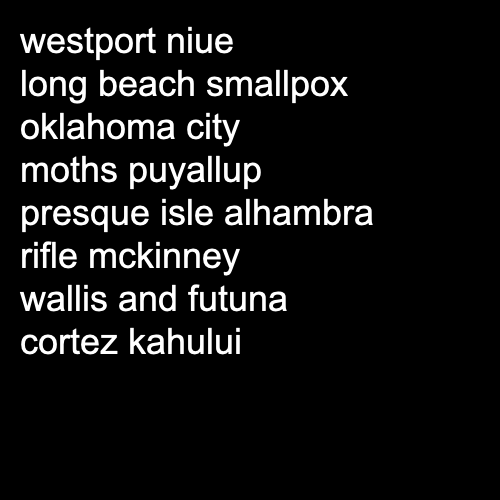 westport niue
long beach smallpox
oklahoma city
moths puyallup
presque isle alhambra
rifle mckinney
wallis and futuna
cortez kahului